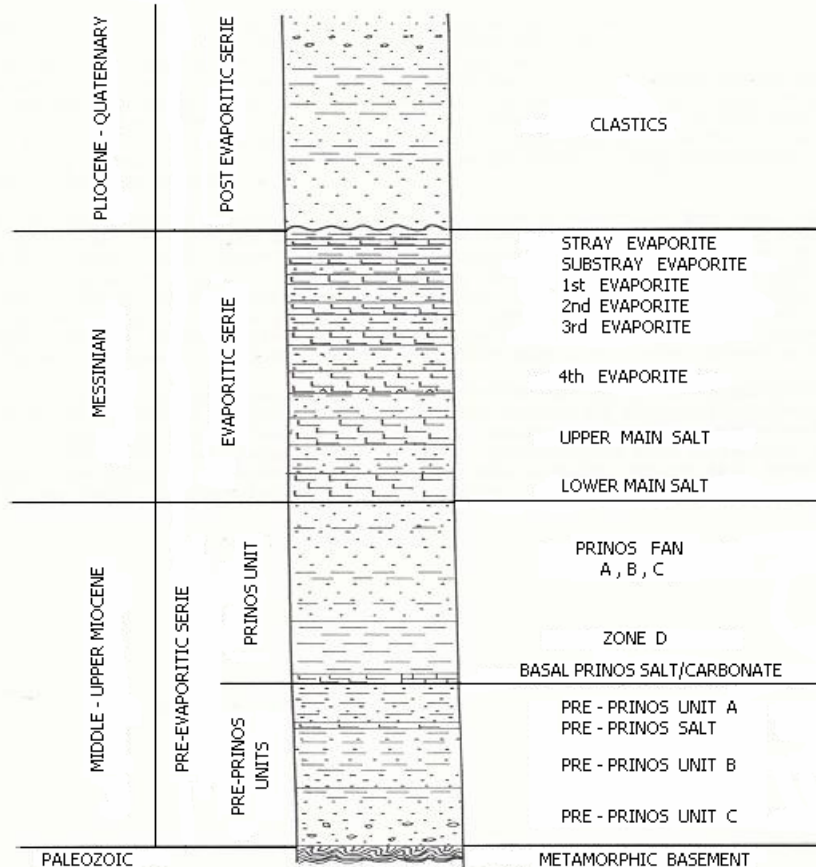 PLIOCENE - QUATERNARY
POST EVAPORITIC SERIE
CLASTICS
MESSINIAN
EVAPORITIC SERIE
STRAY EVAPORITE
SUBSTRAY EVAPORITE
1st EVAPORITE
2nd EVAPORITE
3rd EVAPORITE
4th EVAPORITE
UPPER MAIN SALT
LOWER MAIN SALT
MIDDLE - UPPER MIOCENE
PRE-EVAPORITIC SERIE
PRINOS UNIT
PRINOS FAN
A , B , C
ZONE D
BASAL PRINOS SALT/CARBONATE
PRE-PRINOS
UNITS
PRE - PRINOS UNIT A
PRE - PRINOS SALT
PRE - PRINOS UNIT B
PRE - PRINOS UNIT C
PALEOZOIC
METAMORPHIC BASEMENT